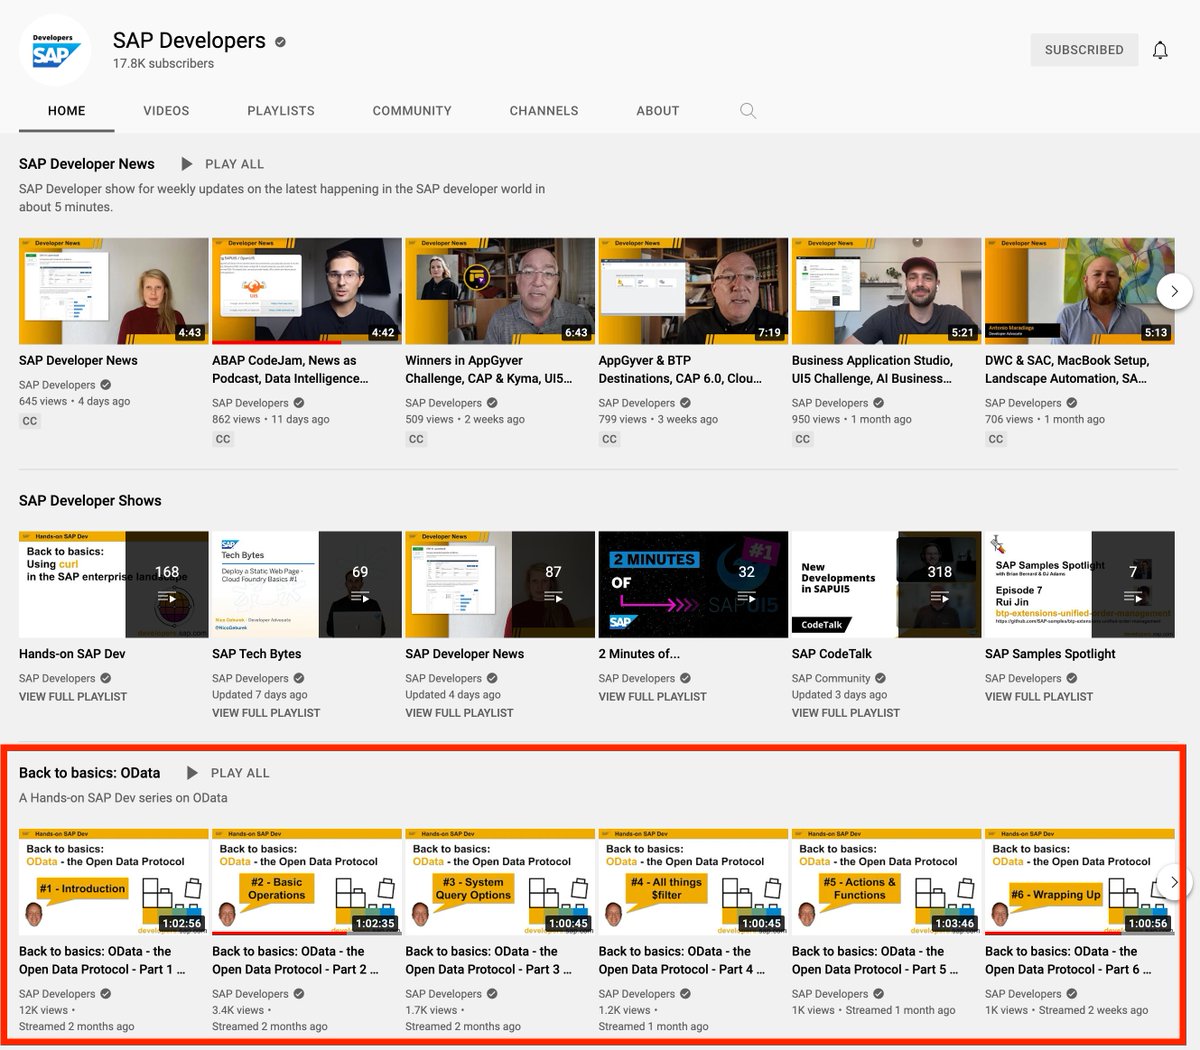 Developers
SAP
SAP Developers
17.8K subscribers
SUBSCRIBED
HOME
VIDEOS
PLAYLISTS
COMMUNITY
CHANNELS
ABOUT
SAP Developer News
PLAY ALL
SAP Developer show for weekly updates on the latest happening in the SAP developer world in
about 5 minutes.
Developer News
4:43
Developer News
4:42
Developer News
6:43
Developer News
7:19
Developer News
5:21
Developer News
Antonio Maradiaga
Developer Advocate
5:13
SAP Developer News
SAP Developers
645 views • 4 days ago
CC
ABAP CodeJam, News as
Podcast, Data Intelligence...
SAP Developers
862 views • 11 days ago
CC
Winners in AppGyver
Challenge, CAP & Kyma, UI5...
SAP Developers
509 views • 2 weeks ago
CC
AppGyver & BTP
Destinations, CAP 6.0, Clou...
SAP Developers
799 views • 3 weeks ago
CC
Business Application Studio,
UI5 Challenge, AI Business...
SAP Developers
950 views • 1 month ago
CC
DWC & SAC, MacBook Setup,
Landscape Automation, SA...
SAP Developers
706 views • 1 month ago
CC
SAP Developer Shows
Hands-on SAP Dev
Back to basics:
Using curl
in the SAP enterprise landscape
168
developers.sap.com
SAP
Tech Bytes
Deploy a Static Web Page -
Cloud Foundry Basics #1
Nico Geburek - Developer Advocate
@NicoGeburek
69
Developer News
87
2 MINUTES
OF
#1
SAPUI5
SAP
32
New
Developments
in SAPUI5
CodeTalk
318
SAP Samples Spotlight
with Brian Bernard & DJ Adams
Episode 7
Rui Jin
btp-extensions-unified-order-management
https://github.com/SAP-samples/btp-extensions-unified-order-management
7
Hands-on SAP Dev
SAP Developers
VIEW FULL PLAYLIST
SAP Tech Bytes
SAP Developers
Updated 7 days ago
VIEW FULL PLAYLIST
SAP Developer News
SAP Developers
Updated 4 days ago
VIEW FULL PLAYLIST
2 Minutes of...
SAP Developers
VIEW FULL PLAYLIST
SAP CodeTalk
SAP Community
Updated 3 days ago
VIEW FULL PLAYLIST
SAP Samples Spotlight
SAP Developers
VIEW FULL PLAYLIST
Back to basics: OData
PLAY ALL
A Hands-on SAP Dev series on OData
Hands-on SAP Dev
Back to basics:
OData - the Open Data Protocol
#1 - Introduction
1:02:56
Hands-on SAP Dev
Back to basics:
OData - the Open Data Protocol
#2 - Basic
Operations
1:02:35
Hands-on SAP Dev
Back to basics:
OData - the Open Data Protocol
#3 - System
Query Options
1:00:45
Hands-on SAP Dev
Back to basics:
OData - the Open Data Protocol
#4 - All things
$filter
1:00:45
Hands-on SAP Dev
Back to basics:
OData - the Open Data Protocol
#5 - Actions &
Functions
1:03:46
Hands-on SAP Dev
Back to basics:
OData - the Open Data Protocol
#6 - Wrapping Up
1:00:56
Back to basics: OData - the
Open Data Protocol - Part 1 ...
SAP Developers
12K views •
Streamed 2 months ago
Back to basics: OData - the
Open Data Protocol - Part 2 ...
SAP Developers
3.4K views •
Streamed 2 months ago
Back to basics: OData - the
Open Data Protocol - Part 3 ...
SAP Developers
1.7K views •
Streamed 2 months ago
Back to basics: OData - the
Open Data Protocol - Part 4 ...
SAP Developers
1.2K views •
Streamed 1 month ago
Back to basics: OData - the
Open Data Protocol - Part 5 ...
SAP Developers
1K views • Streamed 1 month ago
Back to basics: OData - the
Open Data Protocol - Part 6 ...
SAP Developers
1K views • Streamed 2 weeks ago